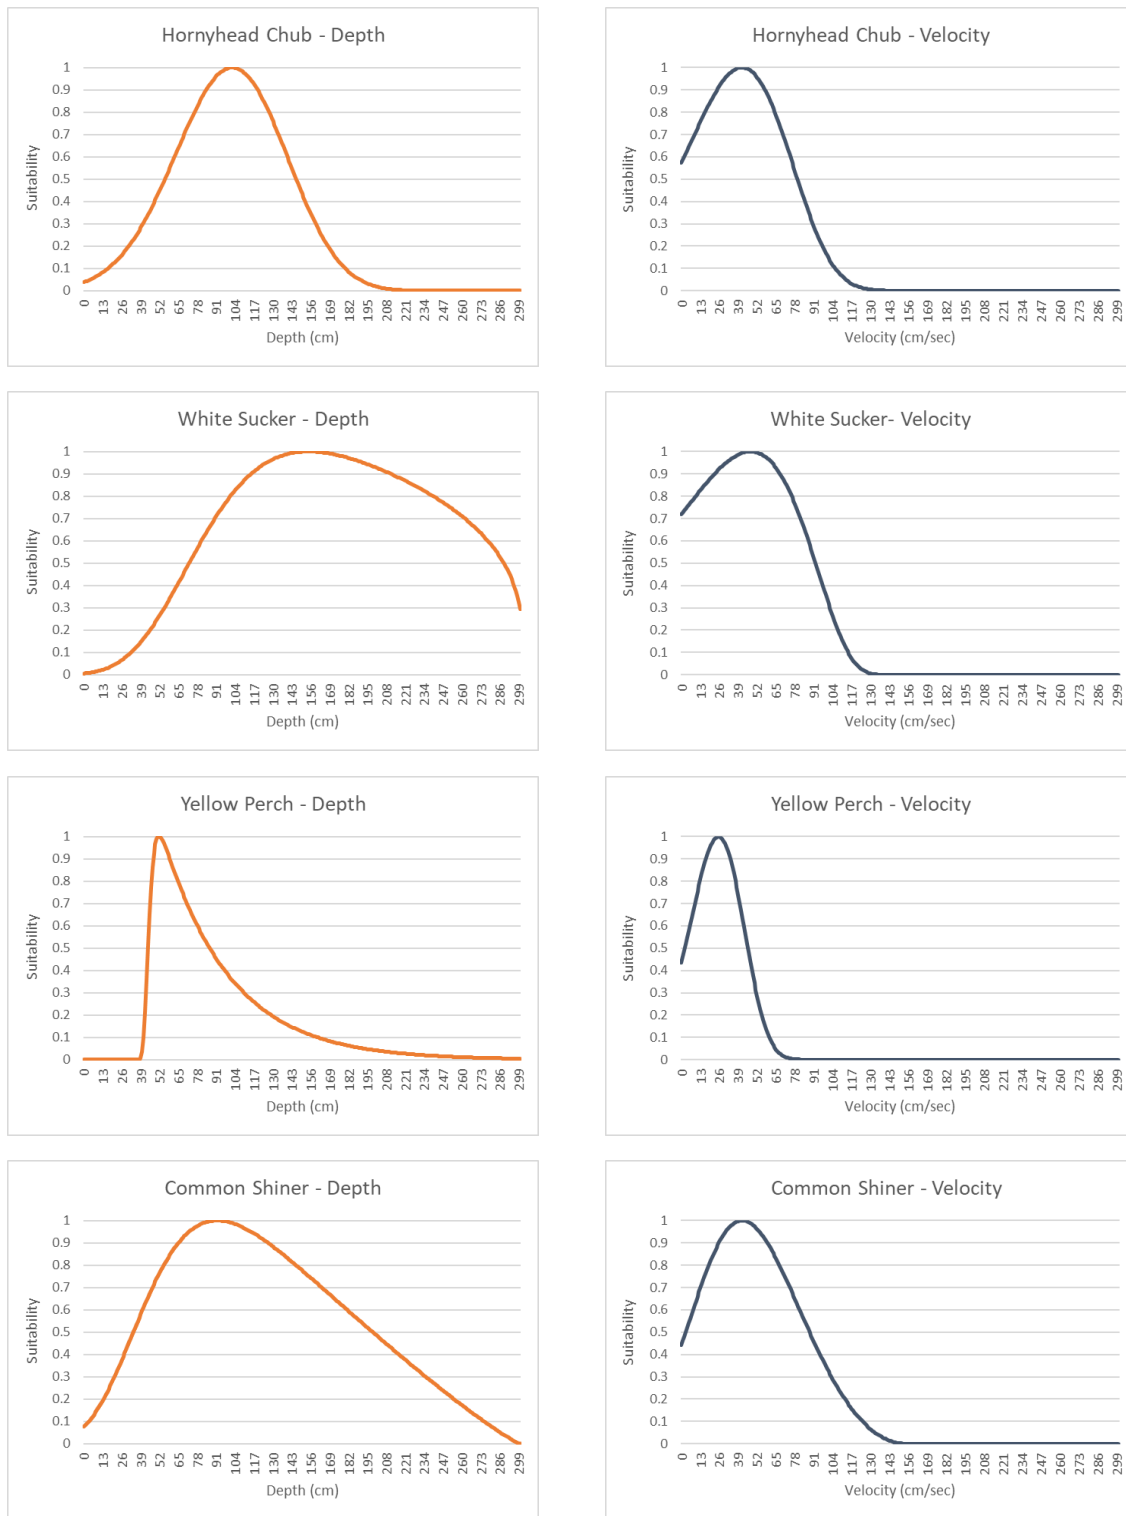 Hornyhead Chub - Depth
1
0.9
0.8
0.7
0.6
0.5
0.4
0.3
0.2
0.1
0
Suitability
0 13 26 39 52 65 78 91 104 117 130 143 156 169 182 195 208 221 234 247 260 273 286 299
Depth (cm)
Hornyhead Chub - Velocity
1
0.9
0.8
0.7
0.6
0.5
0.4
0.3
0.2
0.1
0
Suitability
0 13 26 39 52 65 78 91 104 117 130 143 156 169 182 195 208 221 234 247 260 273 286 299
Velocity (cm/sec)
White Sucker - Depth
1
0.9
0.8
0.7
0.6
0.5
0.4
0.3
0.2
0.1
0
Suitability
0 13 26 39 52 65 78 91 104 117 130 143 156 169 182 195 208 221 234 247 260 273 286 299
Depth (cm)
White Sucker- Velocity
1
0.9
0.8
0.7
0.6
0.5
0.4
0.3
0.2
0.1
0
Suitability
0 13 26 39 52 65 78 91 104 117 130 143 156 169 182 195 208 221 234 247 260 273 286 299
Velocity (cm/sec)
Yellow Perch - Depth
1
0.9
0.8
0.7
0.6
0.5
0.4
0.3
0.2
0.1
0
Suitability
0 13 26 39 52 65 78 91 104 117 130 143 156 169 182 195 208 221 234 247 260 273 286 299
Depth (cm)
Yellow Perch - Velocity
1
0.9
0.8
0.7
0.6
0.5
0.4
0.3
0.2
0.1
0
Suitability
0 13 26 39 52 65 78 91 104 117 130 143 156 169 182 195 208 221 234 247 260 273 286 299
Velocity (cm/sec)
Common Shiner - Depth
1
0.9
0.8
0.7
0.6
0.5
0.4
0.3
0.2
0.1
0
Suitability
0 13 26 39 52 65 78 91 104 117 130 143 156 169 182 195 208 221 234 247 260 273 286 299
Depth (cm)
Common Shiner - Velocity
1
0.9
0.8
0.7
0.6
0.5
0.4
0.3
0.2
0.1
0
Suitability
0 13 26 39 52 65 78 91 104 117 130 143 156 169 182 195 208 221 234 247 260 273 286 299
Velocity (cm/sec)